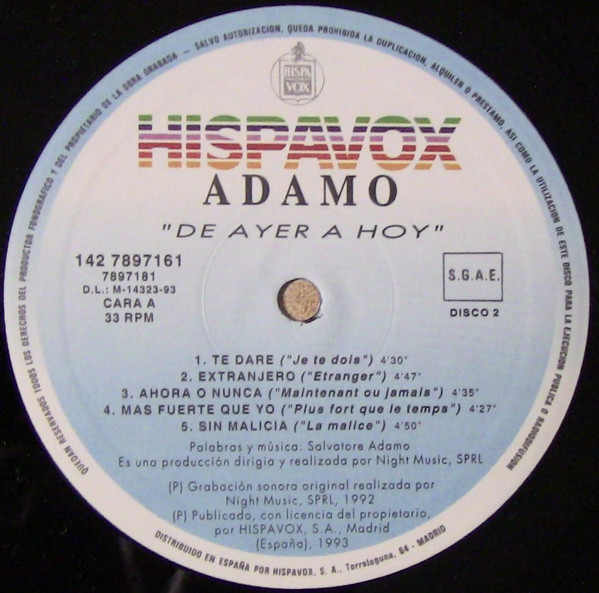 QUEDAN RESERVADOS TODOS LOS DERECHOS DEL PRODUCTOR FONOGRAFICO Y DEL PROPIETARIO DE LA OBRA GRABADA - SALVO AUTORIZACION, QUEDA PROHIBIDA LA DUPLICACION, ALQUILER O PRESTAMO, ASI COMO LA UTILIZACION DE ESTE DISCO PARA LA EJECUCION PUBLICA O RADIODIFUSION
HISPA
VOX
HISPAVOX
ADAMO
"DE AYER A HOY"
142 7897161
7897181
D.L.: M-14323-93
CARA A
33 RPM
S.G.A.E.
DISCO 2
1. TE DARE ("Je te dois") 4'30"
2. EXTRANJERO ("Etranger") 4'47"
3. AHORA O NUNCA ("Maintenant ou jamais") 4'35"
4. MAS FUERTE QUE YO ("Plus fort que le temps") 4'27"
5. SIN MALICIA ("La malice") 4'50"
Palabras y música: Salvatore Adamo
Es una producción dirigia y realizada por Night Music, SPRL
(P) Grabación sonora original realizada por
Night Music, SPRL, 1992
(P) Publicado, con licencia del propietario,
por HISPAVOX, S.A., Madrid
(España), 1993
DISTRIBUIDO EN ESPAÑA POR HISPAVOX, S. A., Torrelaguna, 64 - MADRID